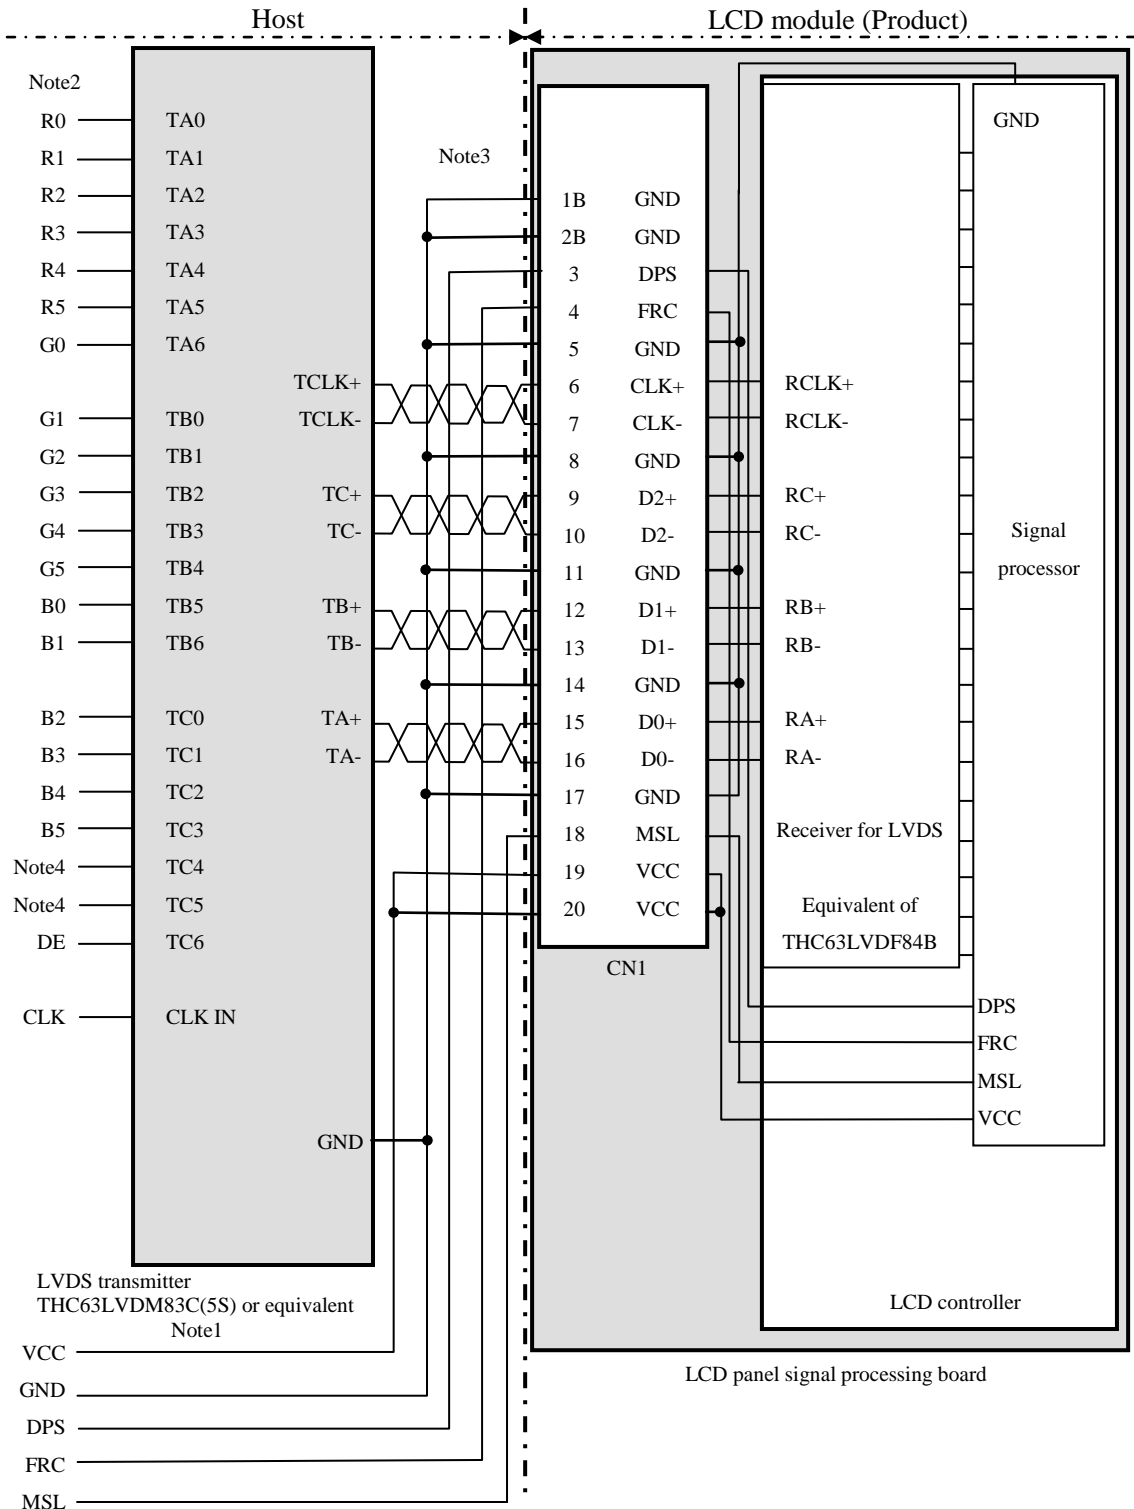 Host
LCD module (Product)
Note2
R0 TA0
R1 TA1
R2 TA2
R3 TA3
R4 TA4
R5 TA5
G0 TA6
TCLK+
G1 TB0 TCLK-
G2 TB1
G3 TB2 TC+
G4 TB3 TC-
G5 TB4
B0 TB5 TB+
B1 TB6 TB-
B2 TC0 TA+
B3 TC1 TA-
B4 TC2
B5 TC3
Note4 TC4
Note4 TC5
DE TC6
CLK CLK IN
GND
LVDS transmitter
THC63LVDM83C(5S) or equivalent
Note1
VCC
GND
DPS
FRC
MSL
Note3
1B GND
2B GND
3 DPS
4 FRC
5 GND
6 CLK+
7 CLK-
8 GND
9 D2+
10 D2-
11 GND
12 D1+
13 D1-
14 GND
15 D0+
16 D0-
17 GND
18 MSL
19 VCC
20 VCC
CN1
RCLK+
RCLK-
RC+
RC-
RB+
RB-
RA+
RA-
Receiver for LVDS
Equivalent of
THC63LVDF84B
GND
Signal
processor
DPS
FRC
MSL
VCC
LCD controller
LCD panel signal processing board